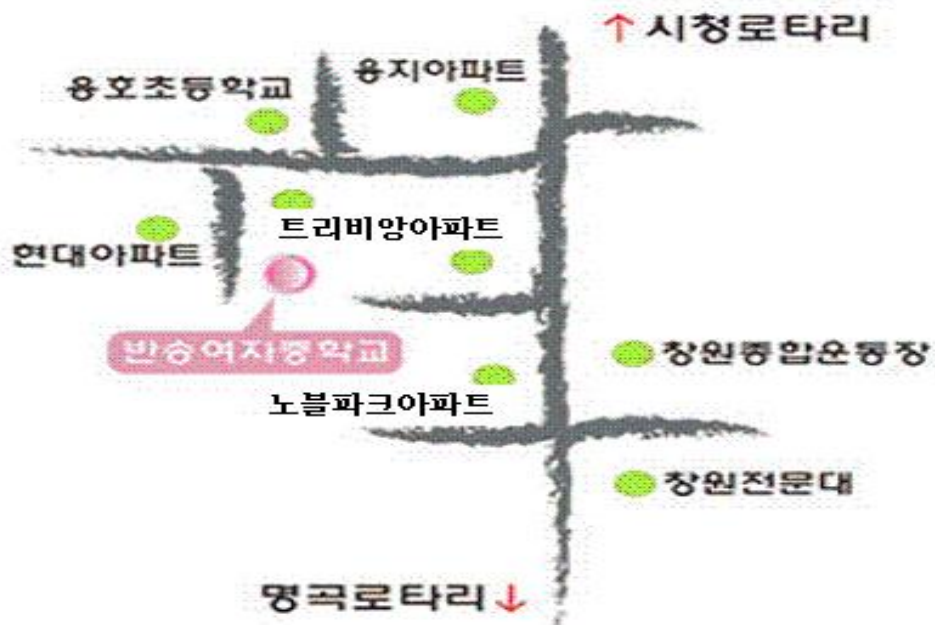 ↑ 시청로타리
용지아파트
용호초등학교
트리비앙아파트
현대아파트
반송여자중학교
창원종합운동장
노블파크아파트
창원전문대
명곡로타리 ↓